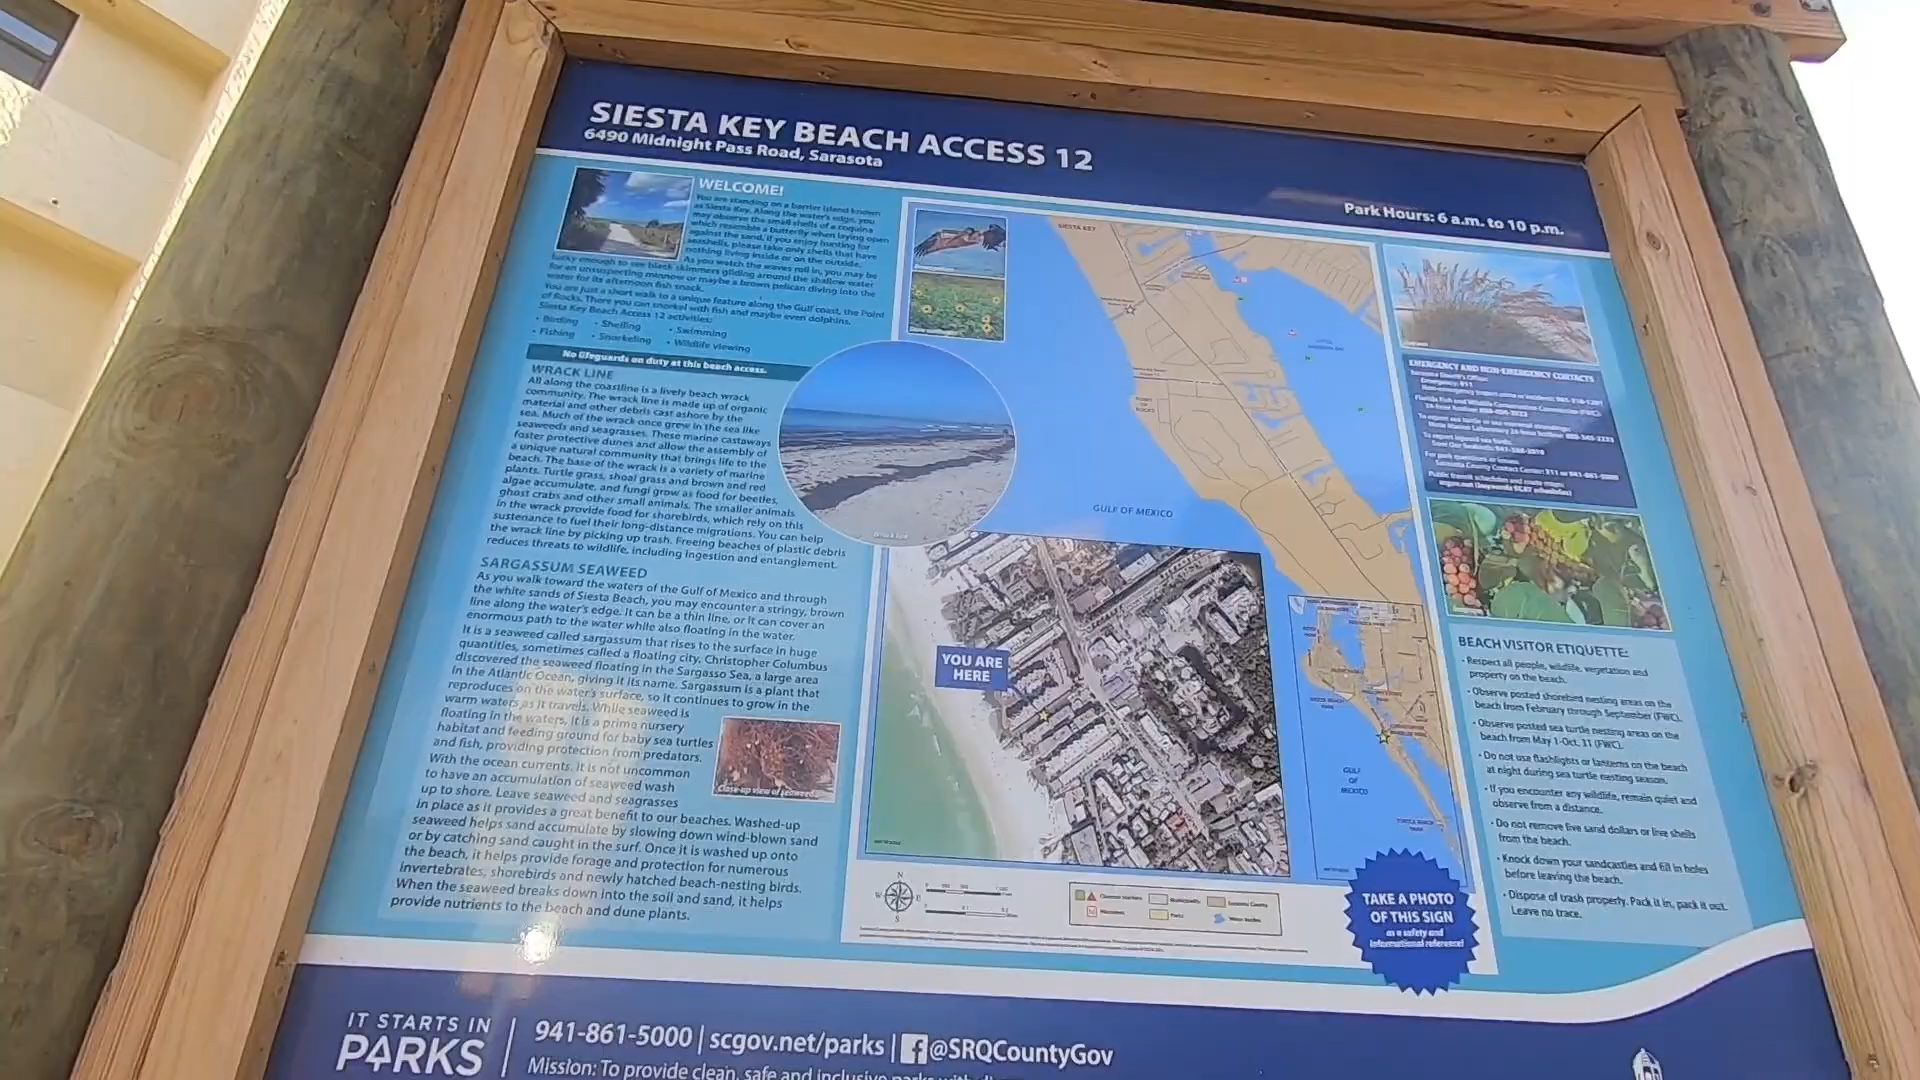 SIESTA KEY BEACH ACCESS 12
6490 Midnight Pass Road, Sarasota
Park Hours: 6 a.m. to 10 p.m.
WELCOME!
You are standing on a barrier island known
as Siesta Key. Along the water's edge, you
may observe the small shells of a coquina
which resemble a butterfly when laying open
against the sand. If you enjoy hunting for
seashells, please take only shells that have
nothing living inside or on the outside.
As you watch the waves roll in, you may be
lucky enough to see black skimmers gliding around the shallow water
for an unsuspecting minnow or maybe a brown pelican diving into the
water for its afternoon fish snack.
You are just a short walk to a unique feature along the Gulf coast, the Point
of Rocks. There you can snorkel with fish and maybe even dolphins.
Siesta Key Beach Access 12 activities:
• Birding • Shelling • Swimming
• Fishing • Snorkeling • Wildlife viewing
No lifeguards on duty at this beach access.
WRACK LINE
All along the coastline is a lively beach wrack
community. The wrack line is made up of organic
material and other debris cast ashore by the
sea. Much of the wrack once grew in the sea like
seaweeds and seagrasses. These marine castaways
foster protective dunes and allow the assembly of
a unique natural community that brings life to the
beach. The base of the wrack is a variety of marine
plants. Turtle grass, shoal grass and brown and red
algae accumulate, and fungi grow as food for beetles,
ghost crabs and other small animals. The smaller animals
in the wrack provide food for shorebirds, which rely on this
sustenance to fuel their long-distance migrations. You can help
the wrack line by picking up trash. Freeing beaches of plastic debris
reduces threats to wildlife, including ingestion and entanglement.
Wrack line
SARGASSUM SEAWEED
As you walk toward the waters of the Gulf of Mexico and through
the white sands of Siesta Beach, you may encounter a stringy, brown
line along the water's edge. It can be a thin line, or it can cover an
enormous path to the water while also floating in the water.
It is a seaweed called sargassum that rises to the surface in huge
quantities, sometimes called a floating city. Christopher Columbus
discovered the seaweed floating in the Sargasso Sea, a large area
in the Atlantic Ocean, giving it its name. Sargassum is a plant that
reproduces on the water's surface, so it continues to grow in the
warm waters as it travels. While seaweed is
floating in the waters, it is a prime nursery
habitat and feeding ground for baby sea turtles
and fish, providing protection from predators.
With the ocean currents, it is not uncommon
to have an accumulation of seaweed wash
up to shore. Leave seaweed and seagrasses
in place as it provides a great benefit to our beaches. Washed-up
seaweed helps sand accumulate by slowing down wind-blown sand
or by catching sand caught in the surf. Once it is washed up onto
the beach, it helps provide forage and protection for numerous
invertebrates, shorebirds and newly hatched beach-nesting birds.
When the seaweed breaks down into the soil and sand, it helps
provide nutrients to the beach and dune plants.
Close-up view of seaweed
SIESTA KEY
POINT
OF
ROCKS
GULF OF MEXICO
YOU ARE
HERE
GULF
OF
MEXICO
TURTLE BEACH
PARK
N
W E
S
TAKE A PHOTO
OF THIS SIGN
as a safety and
informational reference!
EMERGENCY AND NON-EMERGENCY CONTACTS
Emergency: 911
BEACH VISITOR ETIQUETTE:
• Respect all people, wildlife, vegetation and
property on the beach.
• Observe posted shorebird nesting areas on the
beach from February through September (FWC).
• Observe posted sea turtle nesting areas on the
beach from May 1-Oct. 31 (FWC).
• Do not use flashlights or lanterns on the beach
at night during sea turtle nesting season.
• If you encounter any wildlife, remain quiet and
observe from a distance.
• Do not remove live sand dollars or live shells
from the beach.
• Knock down your sandcastles and fill in holes
before leaving the beach.
• Dispose of trash properly. Pack it in, pack it out.
Leave no trace.
IT STARTS IN
PARKS
941-861-5000 | scgov.net/parks | @SRQCountyGov
Mission: To provide clean, safe and inclusive parks